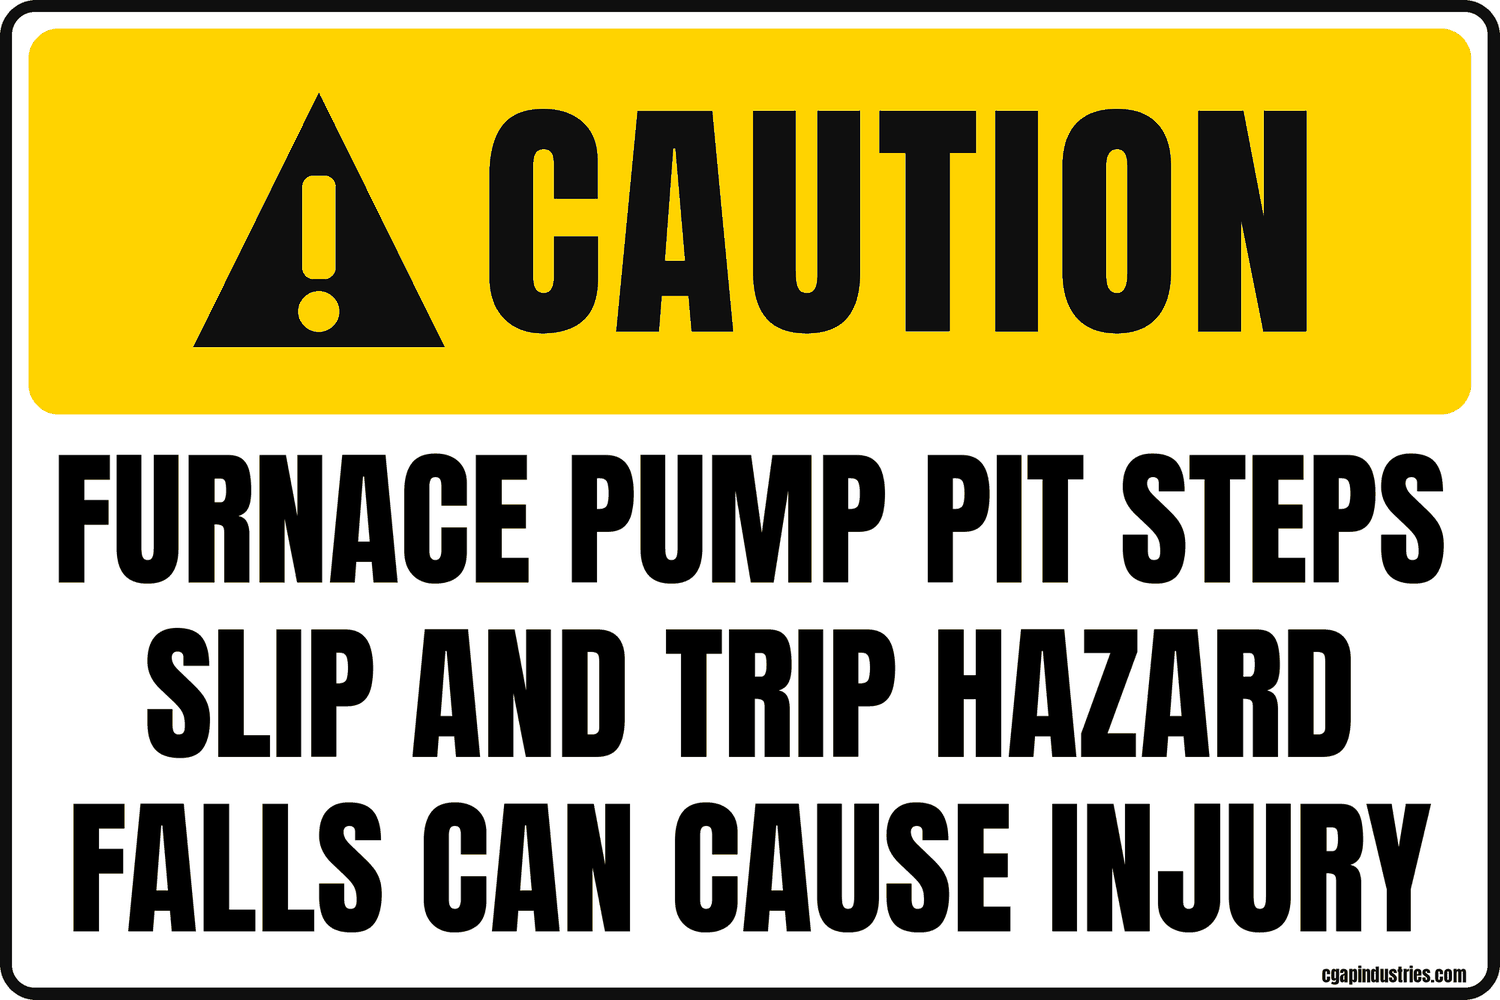 CAUTION
FURNACE PUMP PIT STEPS
SLIP AND TRIP HAZARD
FALLS CAN CAUSE INJURY
cgapindustries.com